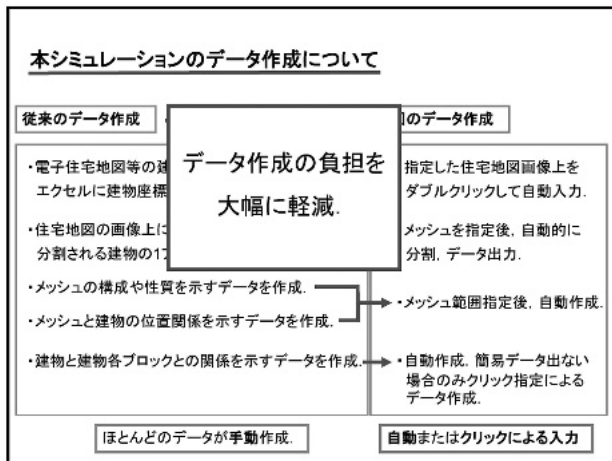 本シミュレーションのデータ作成について
従来のデータ作成
のデータ作成
データ作成の負担を
大幅に軽減.
・電子住宅地図等の建
エクセルに建物座標
・住宅地図の画像上に
分割される建物の1
・メッシュの構成や性質を示すデータを作成.
・メッシュと建物の位置関係を示すデータを作成.
・建物と建物各ブロックとの関係を示すデータを作成.
指定した住宅地図画像上を
ダブルクリックして自動入力.
メッシュを指定後, 自動的に
分割, データ出力.
・メッシュ範囲指定後, 自動作成.
・自動作成. 簡易データ出ない
場合のみクリック指定による
データ作成.
ほとんどのデータが手動作成.
自動またはクリックによる入力